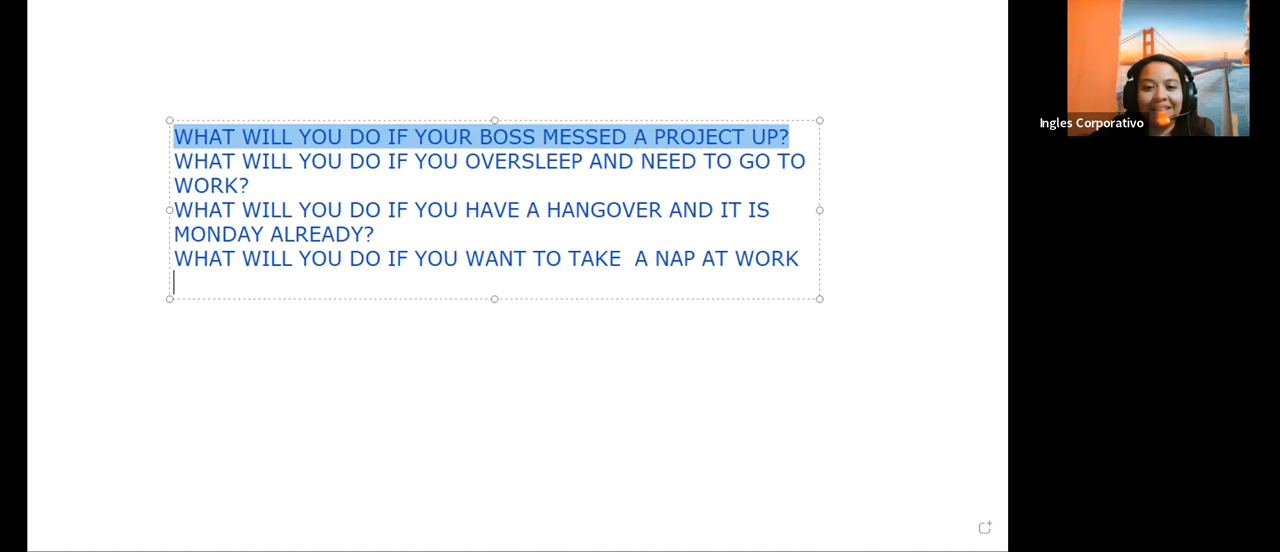 WHAT WILL YOU DO IF YOUR BOSS MESSED A PROJECT UP?
WHAT WILL YOU DO IF YOU OVERSLEEP AND NEED TO GO TO
WORK?
WHAT WILL YOU DO IF YOU HAVE A HANGOVER AND IT IS
MONDAY ALREADY?
WHAT WILL YOU DO IF YOU WANT TO TAKE  A NAP AT WORK
Ingles Corporativo